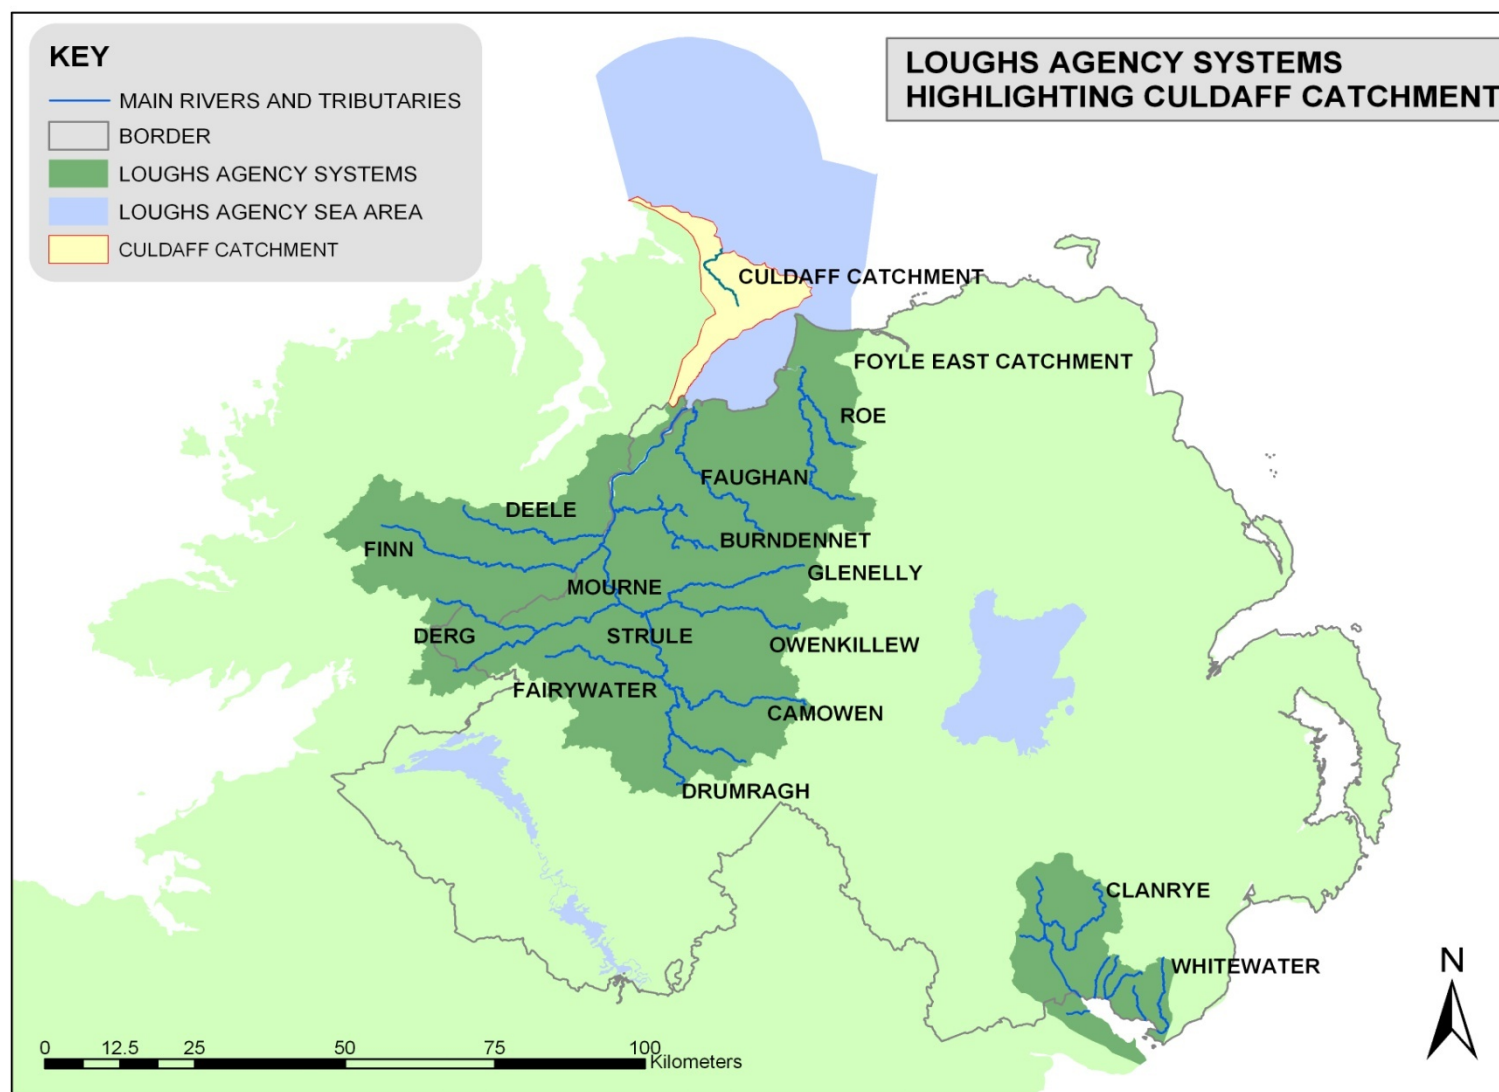 KEY
MAIN RIVERS AND TRIBUTARIES
BORDER
LOUGHS AGENCY SYSTEMS
LOUGHS AGENCY SEA AREA
CULDAFF CATCHMENT
LOUGHS AGENCY SYSTEMS
HIGHLIGHTING CULDAFF CATCHMENT
CULDAFF CATCHMENT
FOYLE EAST CATCHMENT
ROE
FAUGHAN
DEELE
BURNDENNET
FINN
GLENELLY
MOURNE
DERG
STRULE
OWENKILLEW
FAIRYWATER
CAMOWEN
DRUMRAGH
CLANRYE
WHITEWATER
N
0 12.5 25 50 75 100
Kilometers